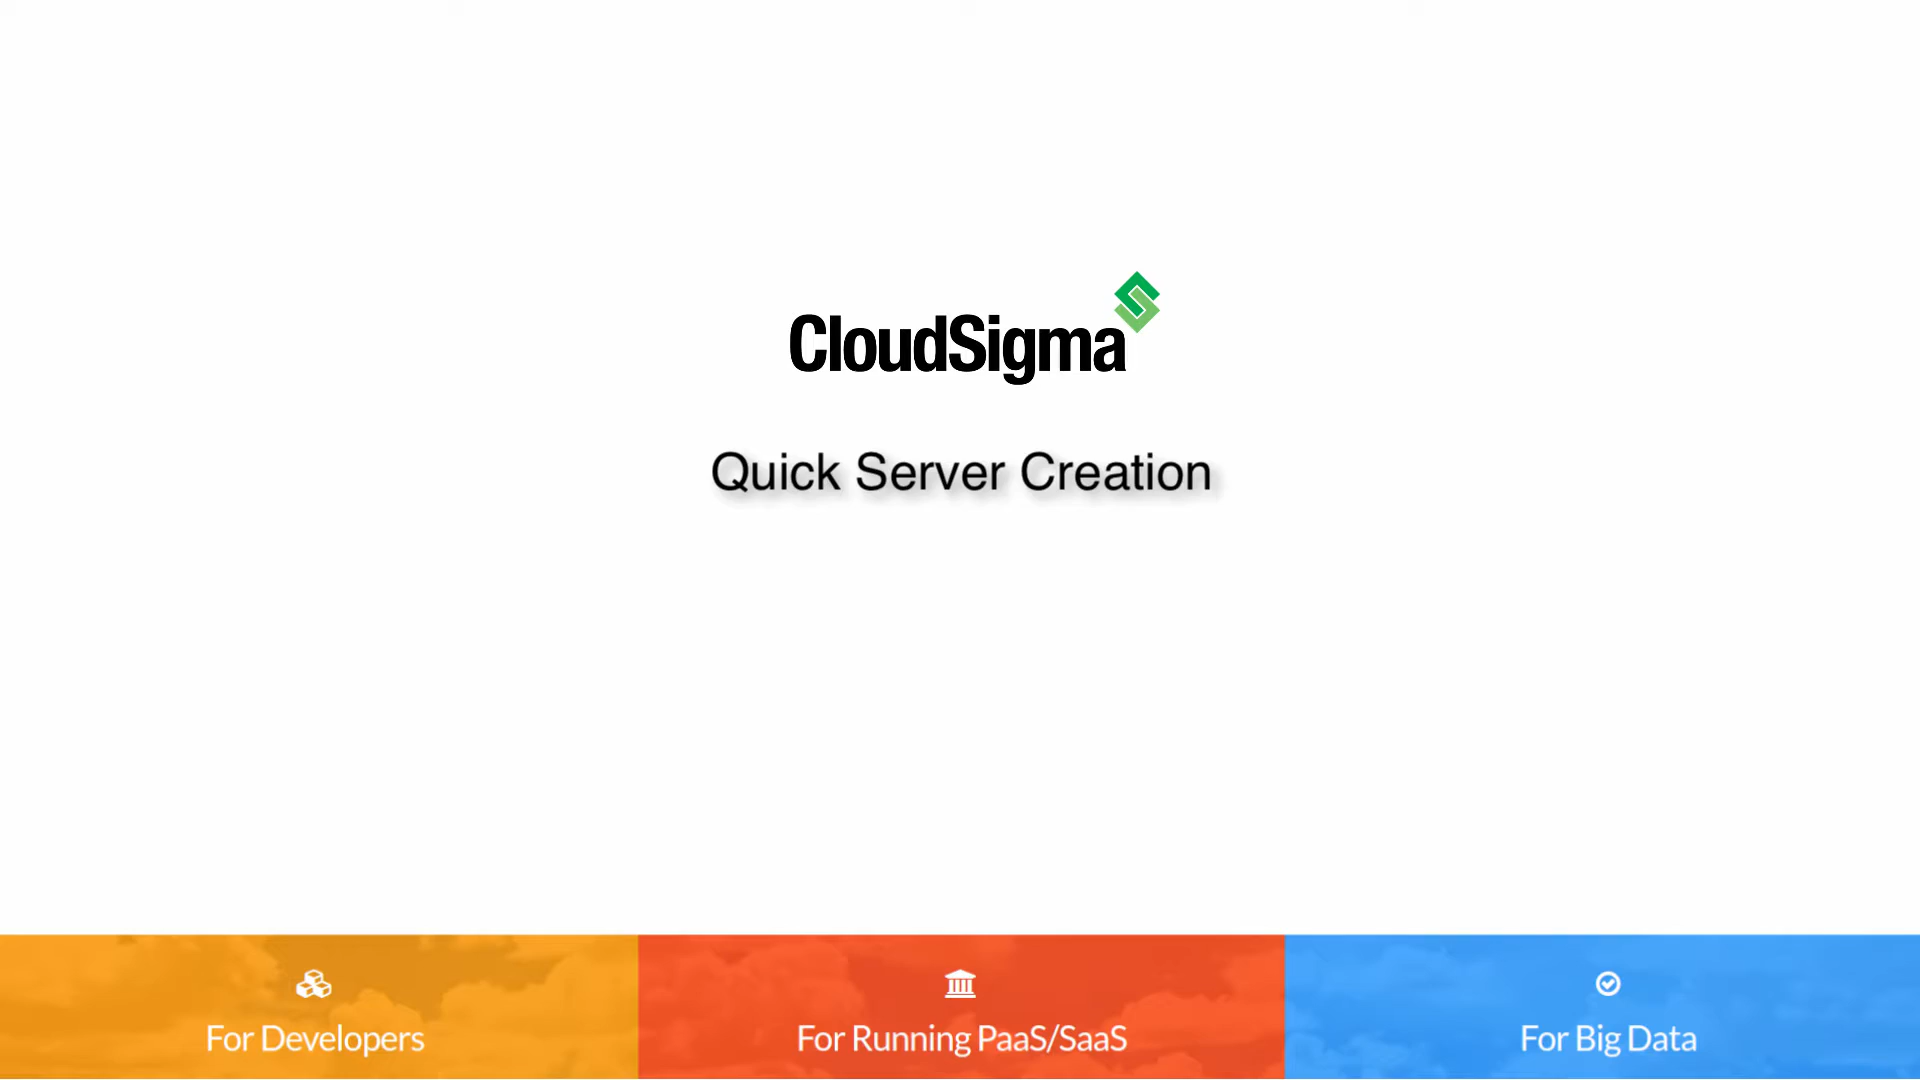 CloudSigma
Quick Server Creation
For Developers
For Running PaaS/SaaS
For Big Data